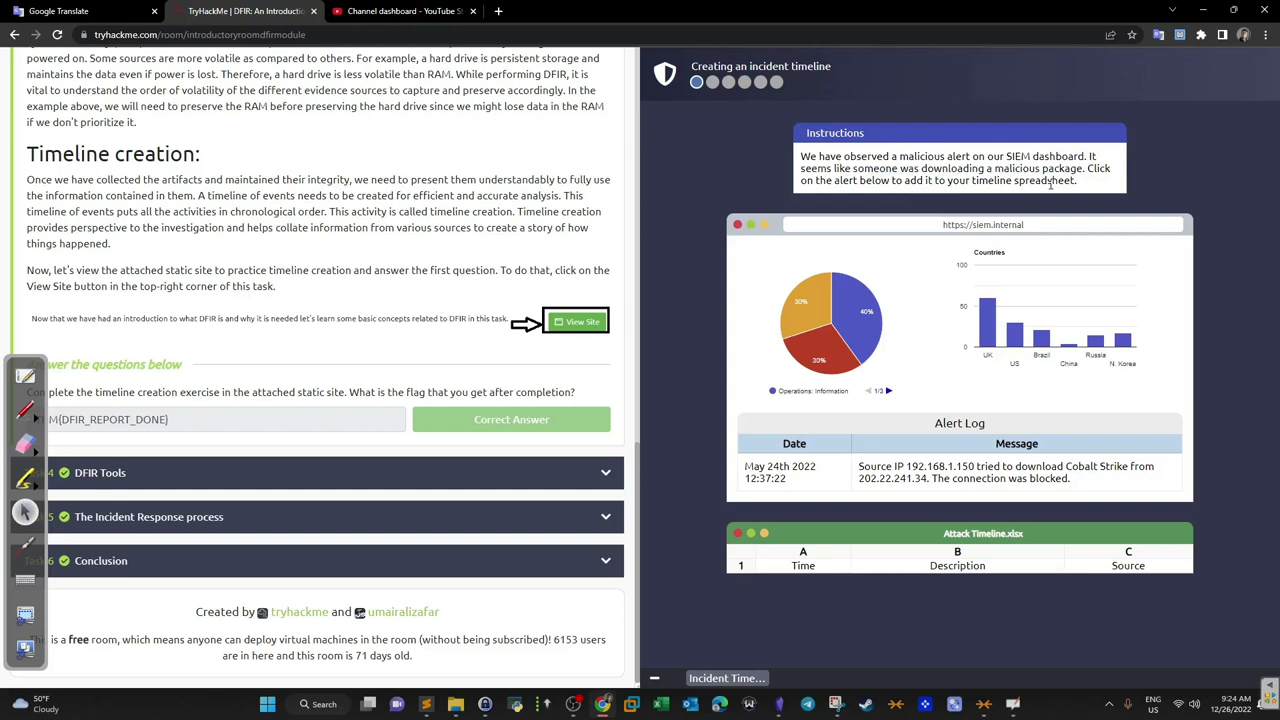 Google Translate
TryHackMe | DFIR: An Introductio
Channel dashboard - YouTube St
tryhackme.com/room/introductoryroomdfirmodule
powered on. Some sources are more volatile as compared to others. For example, a hard drive is persistent storage and
maintains the data even if power is lost. Therefore, a hard drive is less volatile than RAM. While performing DFIR, it is
vital to understand the order of volatility of the different evidence sources to capture and preserve accordingly. In the
example above, we will need to preserve the RAM before preserving the hard drive since we might lose data in the RAM
if we don't prioritize it.
Timeline creation:
Once we have collected the artifacts and maintained their integrity, we need to present them understandably to fully use
the information contained in them. A timeline of events needs to be created for efficient and accurate analysis. This
timeline of events puts all the activities in chronological order. This activity is called timeline creation. Timeline creation
provides perspective to the investigation and helps collate information from various sources to create a story of how
things happened.
Now, let's view the attached static site to practice timeline creation and answer the first question. To do that, click on the
View Site button in the top-right corner of this task.
Now that we have had an introduction to what DFIR is and why it is needed let's learn some basic concepts related to DFIR in this task.
View Site
wer the questions below
plete the timeline creation exercise in the attached static site. What is the flag that you get after completion?
M{DFIR_REPORT_DONE}
Correct Answer
4 DFIR Tools
5 The Incident Response process
Task 6 Conclusion
Created by tryhackme and umairalizafar
This is a free room, which means anyone can deploy virtual machines in the room (without being subscribed)! 6153 users
are in here and this room is 71 days old.
Creating an incident timeline
Instructions
We have observed a malicious alert on our SIEM dashboard. It
seems like someone was downloading a malicious package. Click
on the alert below to add it to your timeline spreadsheet.
https://siem.internal
30%
40%
30%
Operations: Information
1/3
Countries
100
50
0
UK
US
Brazil
China
Russia
N. Korea
Alert Log
Date Message
May 24th 2022 Source IP 192.168.1.150 tried to download Cobalt Strike from
12:37:22 202.22.241.34. The connection was blocked.
Attack Timeline.xlsx
A B C
1 Time Description Source
Incident Time...
50°F
Cloudy
Search
ENG
US
9:24 AM
12/26/2022